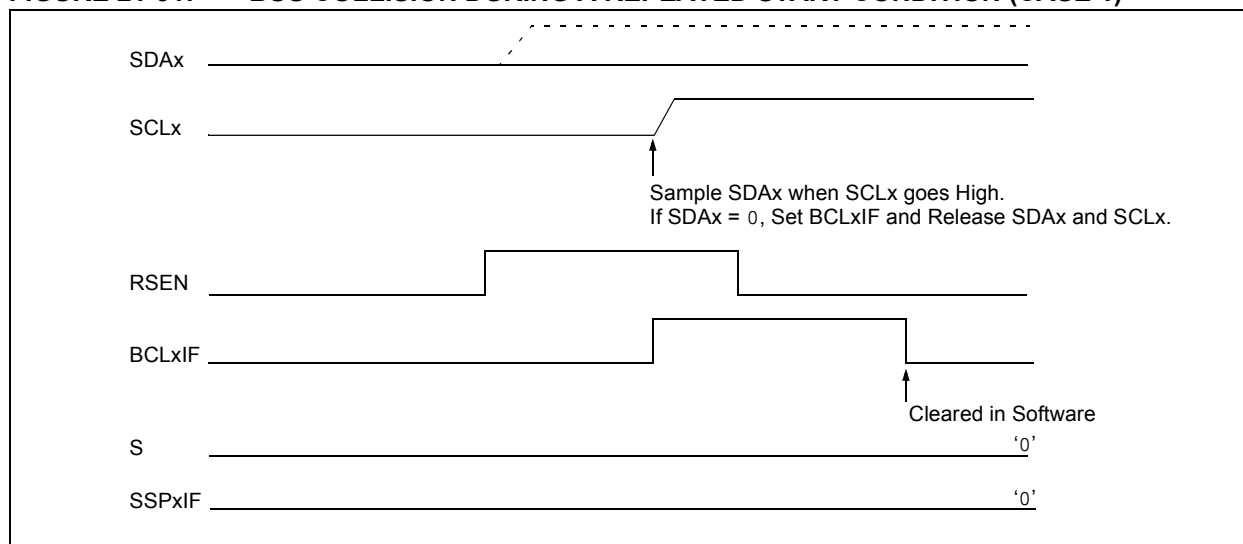 SDAx
SCLx
Sample SDAx when SCLx goes High.
If SDAx = 0, Set BCLxIF and Release SDAx and SCLx.
RSEN
BCLxIF
Cleared in Software
S
‘0’
SSPxIF
‘0’